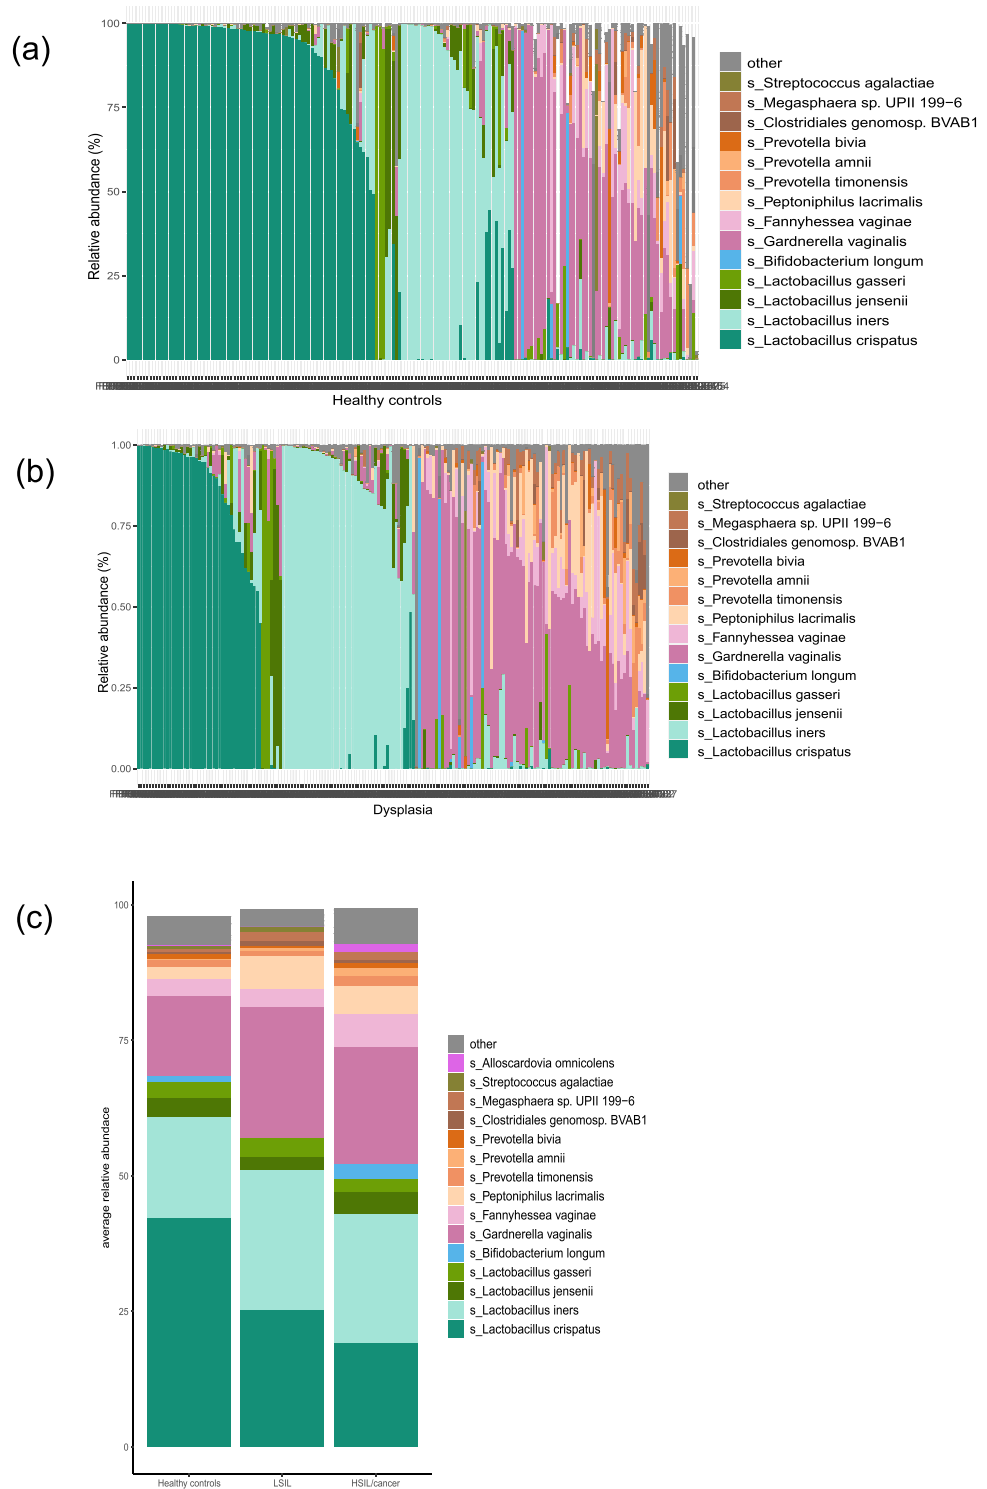 (a)
Relative abundance (%)
100
75
50
25
0
Healthy controls
other
s_Streptococcus agalactiae
s_Megasphaera sp. UPII 199−6
s_Clostridiales genomosp. BVAB1
s_Prevotella bivia
s_Prevotella amnii
s_Prevotella timonensis
s_Peptoniphilus lacrimalis
s_Fannyhessea vaginae
s_Gardnerella vaginalis
s_Bifidobacterium longum
s_Lactobacillus gasseri
s_Lactobacillus jensenii
s_Lactobacillus iners
s_Lactobacillus crispatus
(b)
Relative abundance (%)
1.00
0.75
0.50
0.25
0.00
Dysplasia
other
s_Streptococcus agalactiae
s_Megasphaera sp. UPII 199−6
s_Clostridiales genomosp. BVAB1
s_Prevotella bivia
s_Prevotella amnii
s_Prevotella timonensis
s_Peptoniphilus lacrimalis
s_Fannyhessea vaginae
s_Gardnerella vaginalis
s_Bifidobacterium longum
s_Lactobacillus gasseri
s_Lactobacillus jensenii
s_Lactobacillus iners
s_Lactobacillus crispatus
(c)
average relative abundace
100
75
50
25
0
Healthy controls
LSIL
HSIL/cancer
other
s_Alloscardovia omnicolens
s_Streptococcus agalactiae
s_Megasphaera sp. UPII 199−6
s_Clostridiales genomosp. BVAB1
s_Prevotella bivia
s_Prevotella amnii
s_Prevotella timonensis
s_Peptoniphilus lacrimalis
s_Fannyhessea vaginae
s_Gardnerella vaginalis
s_Bifidobacterium longum
s_Lactobacillus gasseri
s_Lactobacillus jensenii
s_Lactobacillus iners
s_Lactobacillus crispatus